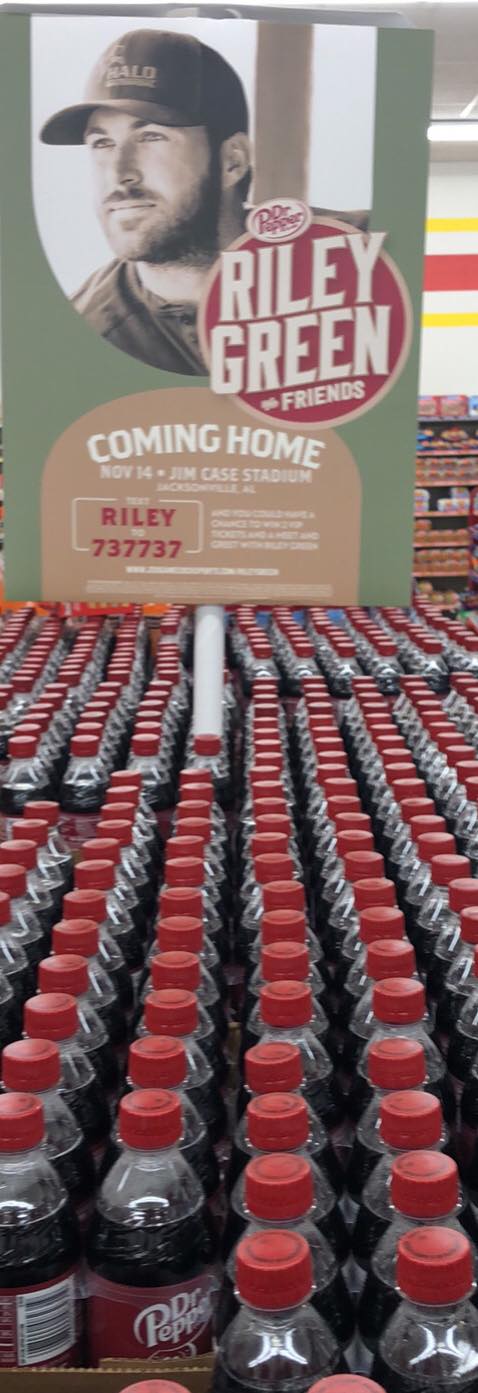 HALO
Dr Pepper
RILEY
GREEN
FRIENDS
COMING HOME
NOV 14 • JIM CASE STADIUM
JACKSONVILLE, AL
TEXT
RILEY
TO
737737
AND YOU COULD HAVE A
CHANCE TO WIN 2 VIP
TICKETS AND A MEET AND
GREET WITH RILEY GREEN
Dr
Pepper